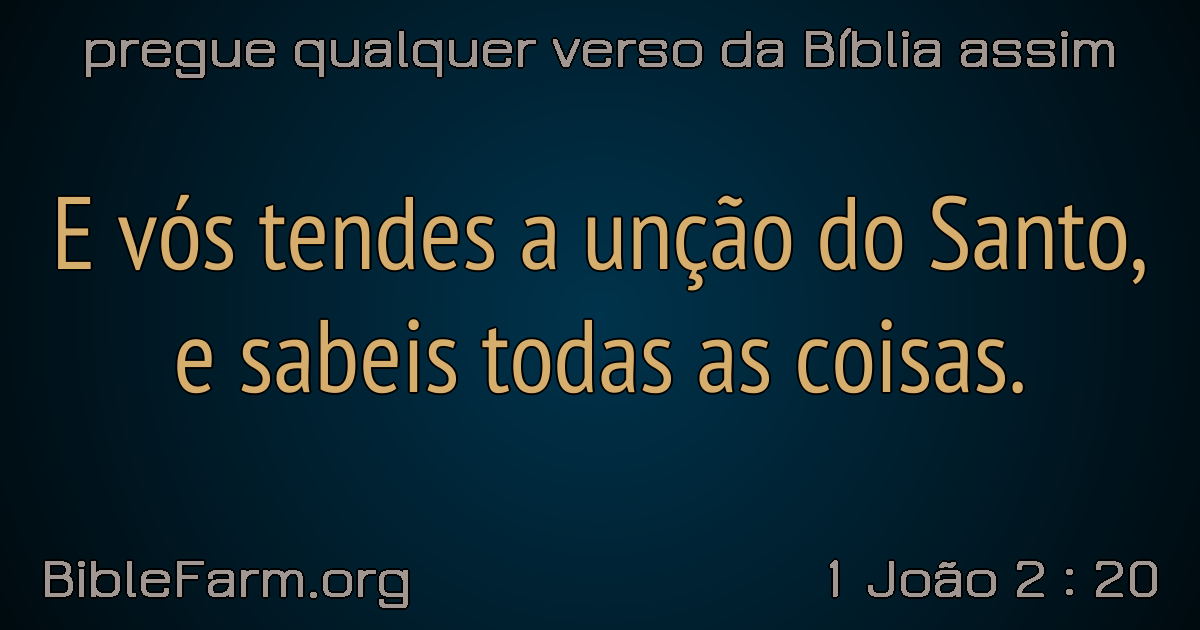 pregue qualquer verso da Bíblia assim
E vós tendes a unção do Santo,
e sabeis todas as coisas.
BibleFarm.org
1 João 2 : 20